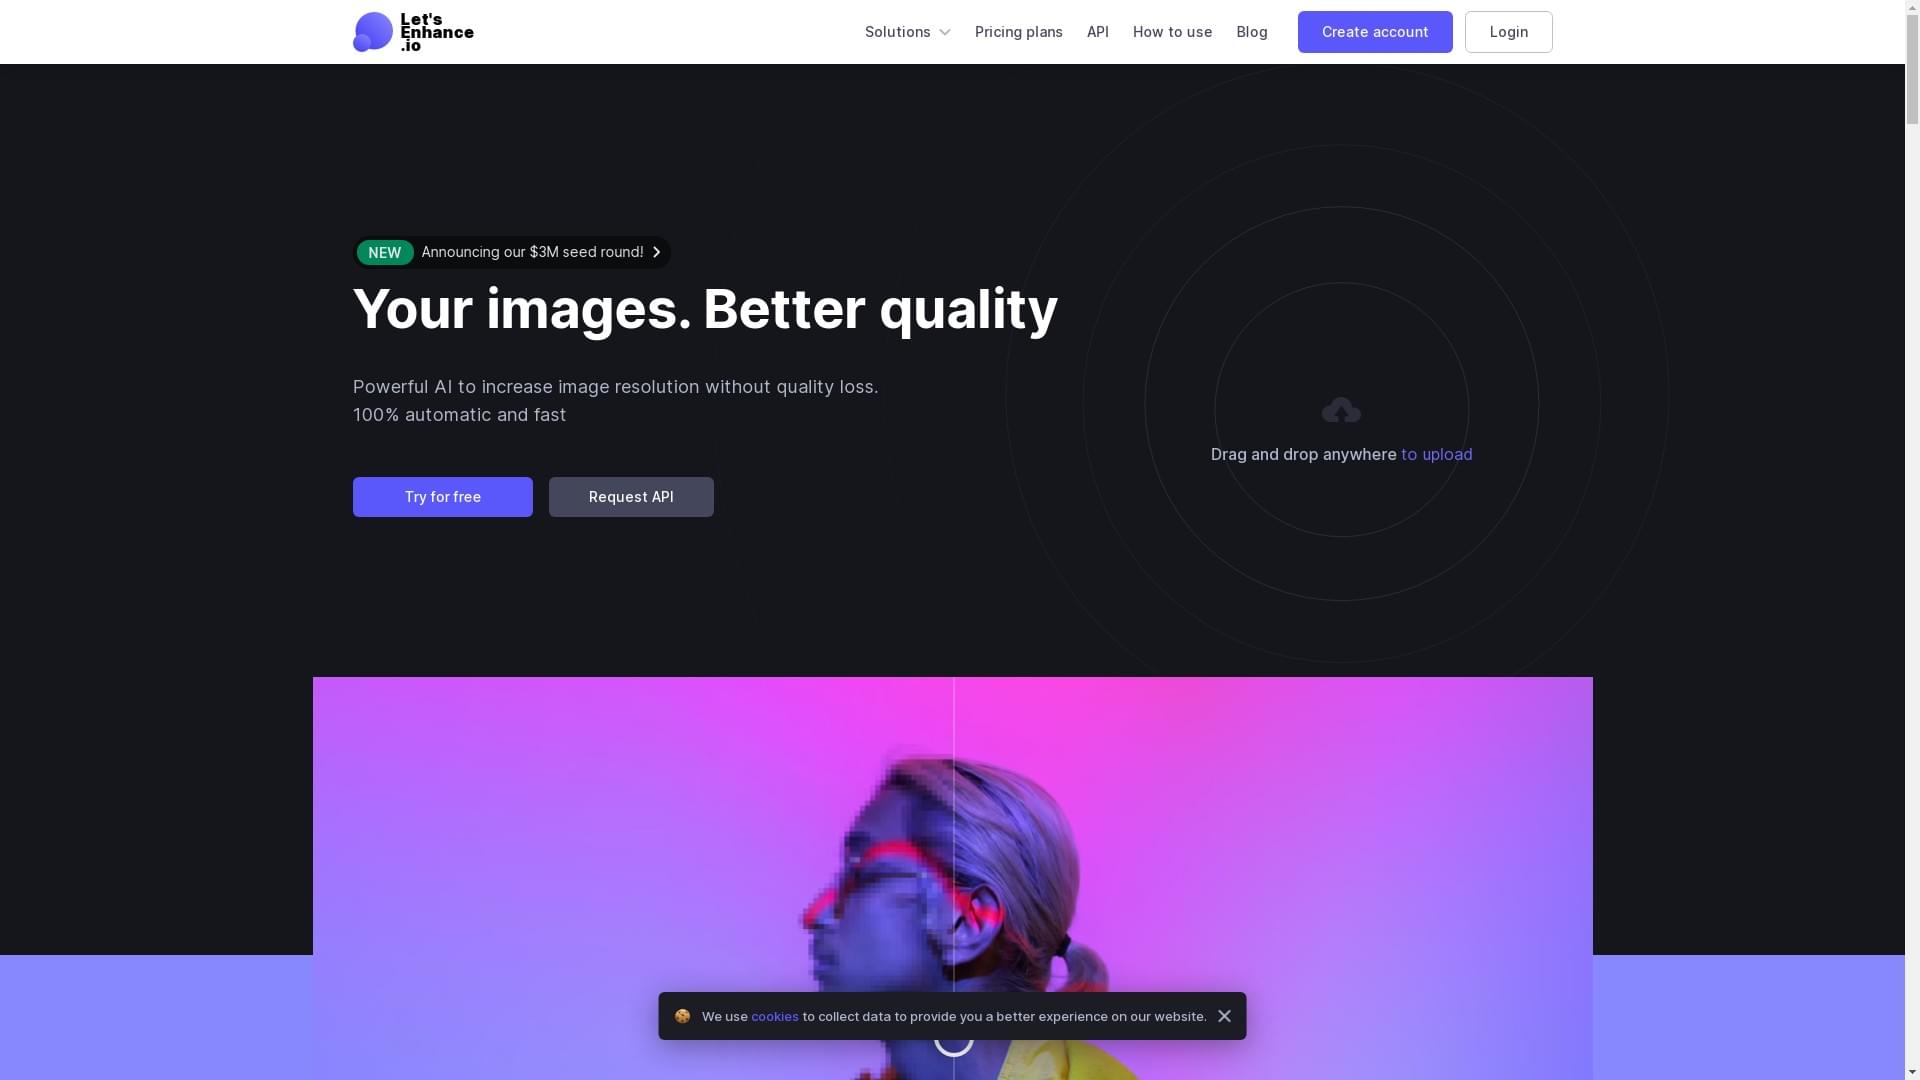 Let's
Enhance
.io
Solutions
Pricing plans
API
How to use
Blog
Create account
Login
NEW Announcing our $3M seed round!
Your images. Better quality
Powerful AI to increase image resolution without quality loss.
100% automatic and fast
Try for free
Request API
Drag and drop anywhere to upload
We use cookies to collect data to provide you a better experience on our website.